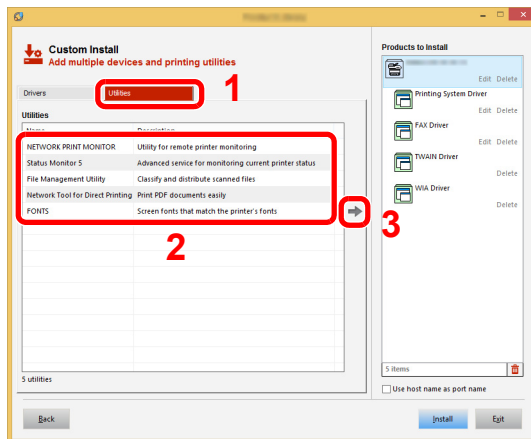 Custom Install
Add multiple devices and printing utilities
1
Drivers
Utilities
Utilities
Name Description
NETWORK PRINT MONITOR Utility for remote printer monitoring
Status Monitor 5 Advanced service for monitoring current printer status
File Management Utility Classify and distribute scanned files
Network Tool for Direct Printing Print PDF documents easily
FONTS Screen fonts that match the printer's fonts
2
3
5 utilities
Products to Install
Edit Delete
Printing System Driver
Edit Delete
FAX Driver
Edit Delete
TWAIN Driver
Delete
WIA Driver
Delete
5 items
Use host name as port name
Back
Install
Exit